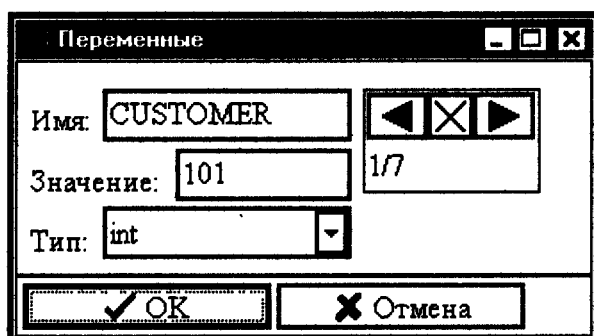 Переменные
Имя: CUSTOMER
Значение: 101
1/7
Тип: int
OK Отмена